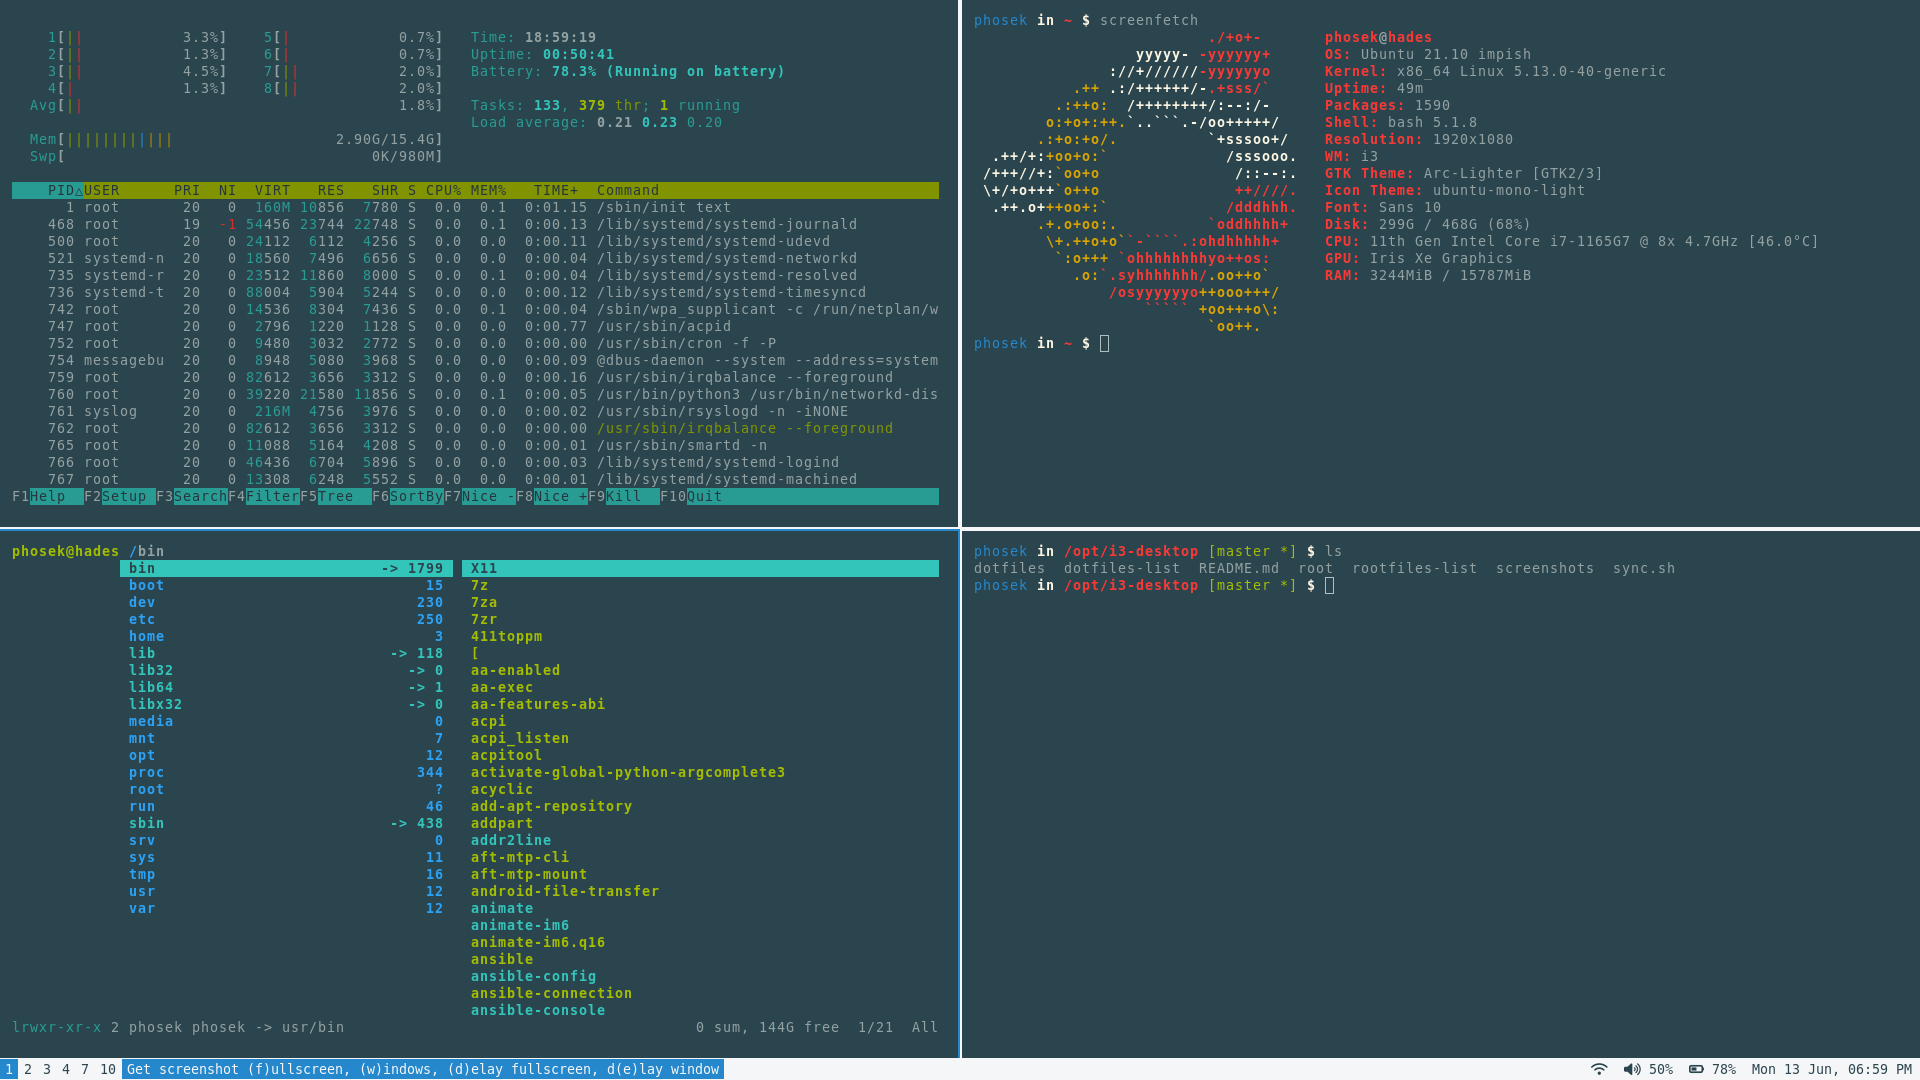 1[|| 3.3%] 5[| 0.7%] Time: 18:59:19
2[|| 1.3%] 6[| 0.7%] Uptime: 00:50:41
3[|| 4.5%] 7[|| 2.0%] Battery: 78.3% (Running on battery)
4[| 1.3%] 8[|| 2.0%]
Avg[|| 1.8%] Tasks: 133, 379 thr; 1 running
Load average: 0.21 0.23 0.20
Mem[|||||||||||| 2.90G/15.4G]
Swp[ 0K/980M]
PID△USER PRI NI VIRT RES SHR S CPU% MEM% TIME+ Command
1 root 20 0 160M 10856 7780 S 0.0 0.1 0:01.15 /sbin/init text
468 root 19 -1 54456 23744 22748 S 0.0 0.1 0:00.13 /lib/systemd/systemd-journald
500 root 20 0 24112 6112 4256 S 0.0 0.0 0:00.11 /lib/systemd/systemd-udevd
521 systemd-n 20 0 18560 7496 6656 S 0.0 0.0 0:00.04 /lib/systemd/systemd-networkd
735 systemd-r 20 0 23512 11860 8000 S 0.0 0.1 0:00.04 /lib/systemd/systemd-resolved
736 systemd-t 20 0 88004 5904 5244 S 0.0 0.0 0:00.12 /lib/systemd/systemd-timesyncd
742 root 20 0 14536 8304 7436 S 0.0 0.1 0:00.04 /sbin/wpa_supplicant -c /run/netplan/w
747 root 20 0 2796 1220 1128 S 0.0 0.0 0:00.77 /usr/sbin/acpid
752 root 20 0 9480 3032 2772 S 0.0 0.0 0:00.00 /usr/sbin/cron -f -P
754 messagebu 20 0 8948 5080 3968 S 0.0 0.0 0:00.09 @dbus-daemon --system --address=system
759 root 20 0 82612 3656 3312 S 0.0 0.0 0:00.16 /usr/sbin/irqbalance --foreground
760 root 20 0 39220 21580 11856 S 0.0 0.1 0:00.05 /usr/bin/python3 /usr/bin/networkd-dis
761 syslog 20 0 216M 4756 3976 S 0.0 0.0 0:00.02 /usr/sbin/rsyslogd -n -iNONE
762 root 20 0 82612 3656 3312 S 0.0 0.0 0:00.00 /usr/sbin/irqbalance --foreground
765 root 20 0 11088 5164 4208 S 0.0 0.0 0:00.01 /usr/sbin/smartd -n
766 root 20 0 46436 6704 5896 S 0.0 0.0 0:00.03 /lib/systemd/systemd-logind
767 root 20 0 13308 6248 5552 S 0.0 0.0 0:00.01 /lib/systemd/systemd-machined
F1Help F2Setup F3SearchF4FilterF5Tree F6SortByF7Nice -F8Nice +F9Kill F10Quit
phosek in ~ $ screenfetch
./+o+- phosek@hades
yyyyy- -yyyyyy+ OS: Ubuntu 21.10 impish
://+//////-yyyyyyo Kernel: x86_64 Linux 5.13.0-40-generic
.++ .:/++++++/-.+sss/` Uptime: 49m
.:++o: /++++++++/:--:/- Packages: 1590
o:+o+:++.`..```.-/oo+++++/ Shell: bash 5.1.8
.:+o:+o/. `+sssoo+/ Resolution: 1920x1080
.++/+:+oo+o:` /sssooo. WM: i3
/+++//+:`oo+o /::--:. GTK Theme: Arc-Lighter [GTK2/3]
\+/+o+++`o++o ++////. Icon Theme: ubuntu-mono-light
.++.o+++oo+:` /dddhhh. Font: Sans 10
.+.o+oo:. `oddhhhh+ Disk: 299G / 468G (68%)
\+.++o+o``-````.:ohdhhhhh+ CPU: 11th Gen Intel Core i7-1165G7 @ 8x 4.7GHz [46.0°C]
`:o+++ `ohhhhhhhhyo++os: GPU: Iris Xe Graphics
.o:`.syhhhhhhh/.oo++o` RAM: 3244MiB / 15787MiB
/osyyyyyyo++ooo+++/
````` +oo+++o\:
`oo++.
phosek in ~ $
phosek@hades /bin
bin -> 1799 X11
boot 15 7z
dev 230 7za
etc 250 7zr
home 3 411toppm
lib -> 118 [
lib32 -> 0 aa-enabled
lib64 -> 1 aa-exec
libx32 -> 0 aa-features-abi
media 0 acpi
mnt 7 acpi_listen
opt 12 acpitool
proc 344 activate-global-python-argcomplete3
root ? acyclic
run 46 add-apt-repository
sbin -> 438 addpart
srv 0 addr2line
sys 11 aft-mtp-cli
tmp 16 aft-mtp-mount
usr 12 android-file-transfer
var 12 animate
animate-im6
animate-im6.q16
ansible
ansible-config
ansible-connection
ansible-console
lrwxr-xr-x 2 phosek phosek -> usr/bin 0 sum, 144G free 1/21 All
phosek in /opt/i3-desktop [master *] $ ls
dotfiles dotfiles-list README.md root rootfiles-list screenshots sync.sh
phosek in /opt/i3-desktop [master *] $
1 2 3 4 7 10 Get screenshot (f)ullscreen, (w)indows, (d)elay fullscreen, d(e)lay window 50% 78% Mon 13 Jun, 06:59 PM